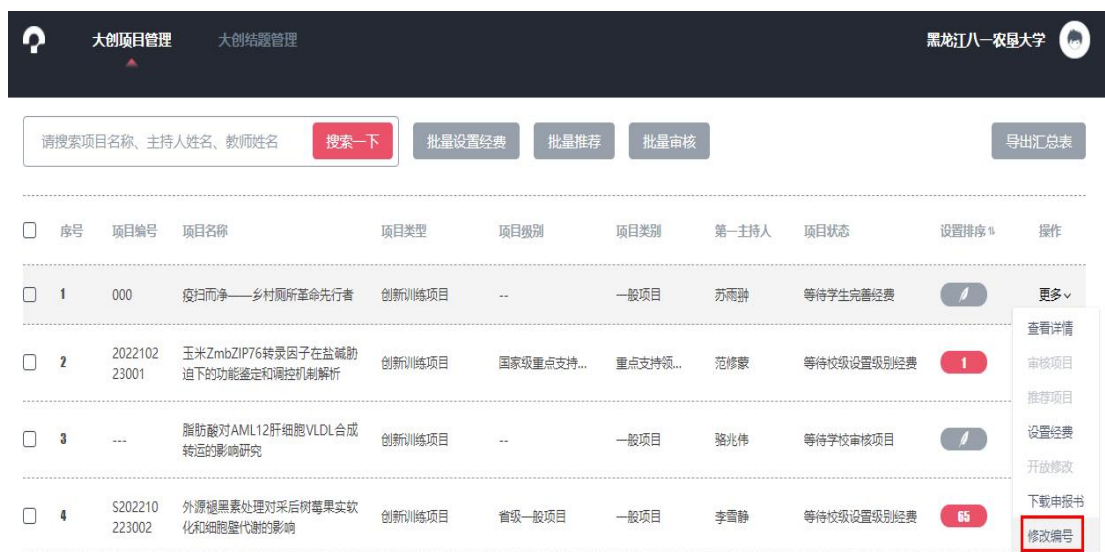 大创项目管理 大创结题管理 黑龙江八一农垦大学
请搜索项目名称、主持人姓名、教师姓名 搜索一下 批量设置经费 批量推荐 批量审核 导出汇总表
序号 项目编号 项目名称 项目类型 项目级别 项目类别 第一主持人 项目状态 设置排序 操作
1 000 疫扫而净——乡村厕所革命先行者 创新训练项目 -- 一般项目 苏雨翀 等待学生完善经费 更多
查看详情
审核项目
推荐项目
设置经费
开放修改
下载申报书
修改编号
2 2022102 玉米ZmbZIP76转录因子在盐碱胁 创新训练项目 国家级重点支持... 重点支持领... 范修蒙 等待校级设置级别经费 1
23001 迫下的功能鉴定和调控机制解析
3 --- 脂肪酸对AML12肝细胞VLDL合成 创新训练项目 -- 一般项目 骆兆伟 等待学校审核项目
转运的影响研究
4 S202210 外源褪黑素处理对采后树莓果实软 创新训练项目 省级一般项目 一般项目 李雪静 等待校级设置级别经费 65
223002 化和细胞壁代谢的影响